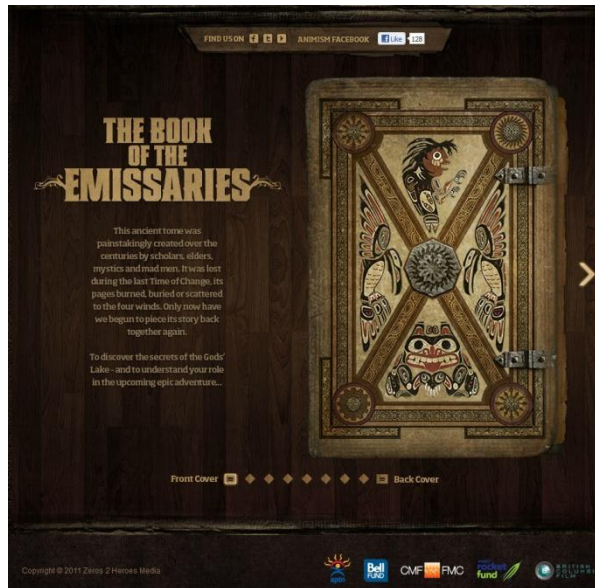 FIND US ON
ANIMISM FACEBOOK
Like 128
THE BOOK
OF THE
EMISSARIES
This ancient tome was
painstakingly created over the
centuries by scholars, elders,
mystics and mad men. It was lost
during the last Time of Change, its
pages burned, buried or scattered
to the four winds. Only now have
we begun to piece its story back
together again.
To discover the secrets of the Gods'
Lake - and to understand your role
in the upcoming epic adventure...
Front Cover
Back Cover
Copyright © 2011 Zeros 2 Heroes Media
aptn
Bell
FUND
CMF FMC
rocket
fund
BRITISH
COLUMBIA
FILM